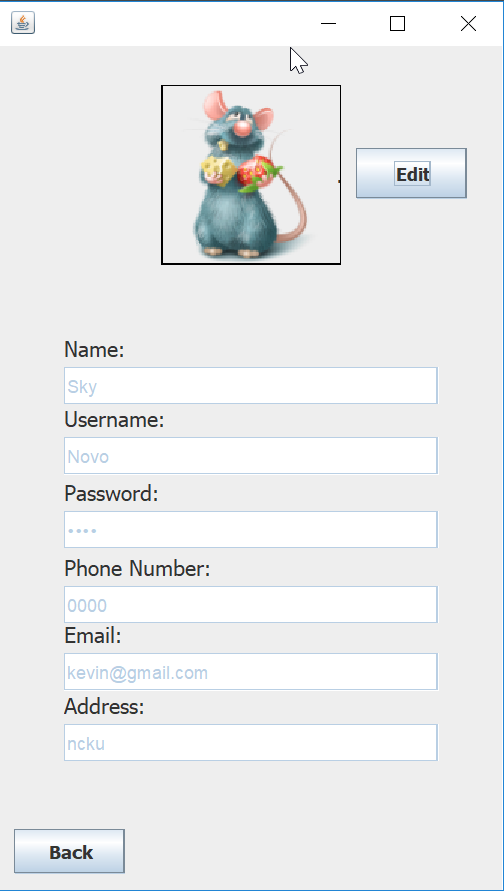 Edit
Name:
Sky
Username:
Novo
Password:
••••
Phone Number:
0000
Email:
kevin@gmail.com
Address:
ncku
Back